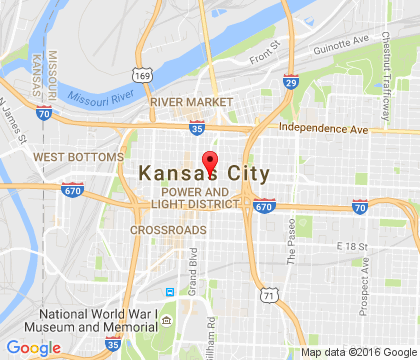 Front St
Guinotte Ave
Chestnut Trafficway
MISSOURI
KANSAS
169
29
Missouri River
RIVER MARKET
70
35
Independence Ave
N James St
WEST BOTTOMS
Kansas City
POWER AND
LIGHT DISTRICT
670
670
70
CROSSROADS
The Paseo
E 18 St
Prospect Ave
Grand Blvd
71
National World War I
Museum and Memorial
Gillham Rd
Google
Map data ©2016 Google